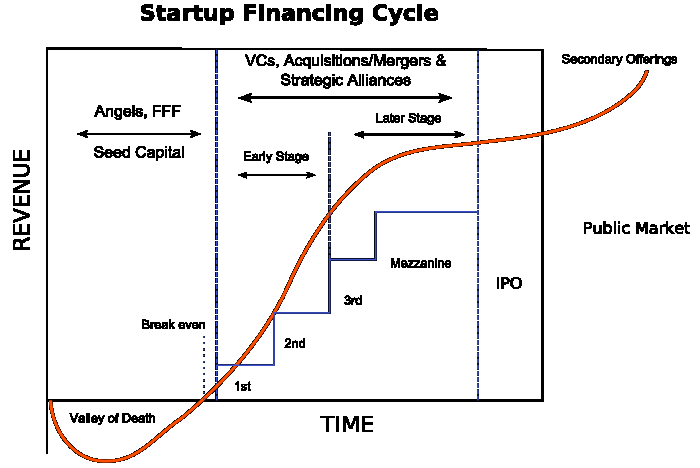 Startup Financing Cycle
VCs, Acquisitions/Mergers &
Strategic Alliances
Secondary Offerings
Angels, FFF
Seed Capital
Later Stage
Early Stage
REVENUE
Public Market
Mezzanine
IPO
3rd
Break even
2nd
1st
Valley of Death
TIME